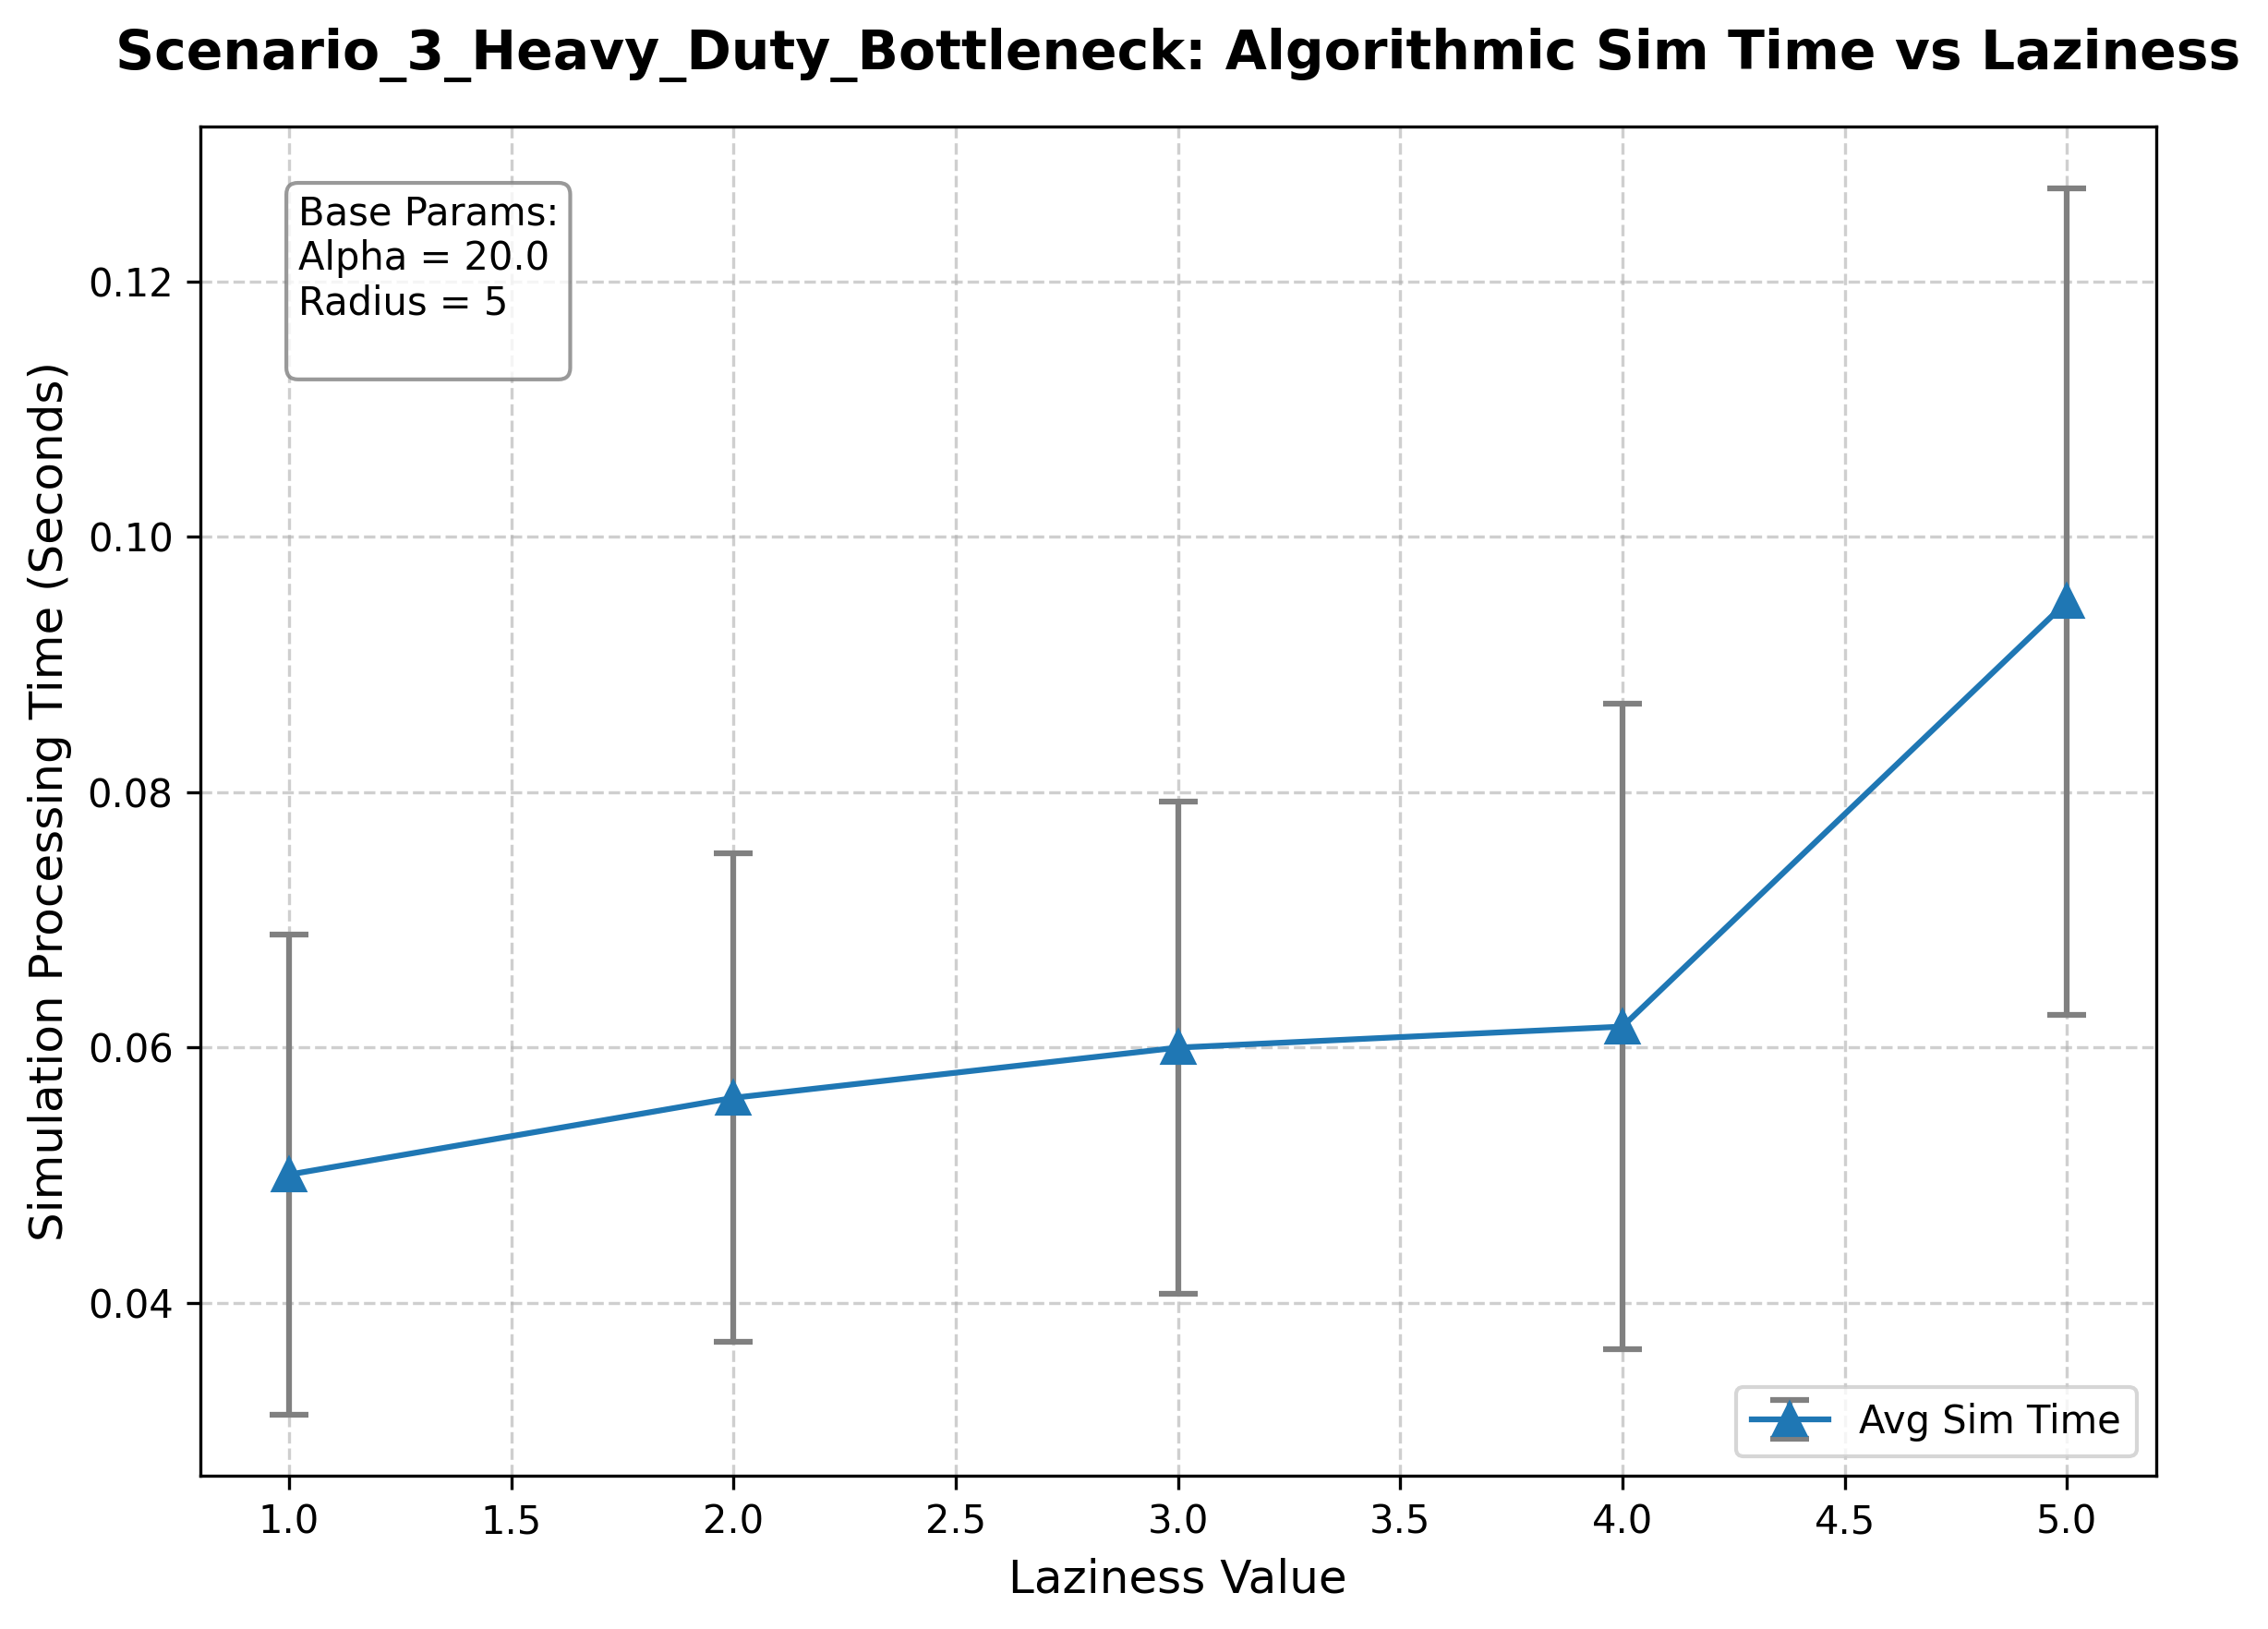 Scenario_3_Heavy_Duty_Bottleneck: Algorithmic Sim Time vs Laziness
Base Params:
Alpha = 20.0
Radius = 5
Simulation Processing Time (Seconds)
0.12
0.10
0.08
0.06
0.04
Avg Sim Time
1.0 1.5 2.0 2.5 3.0 3.5 4.0 4.5 5.0
Laziness Value